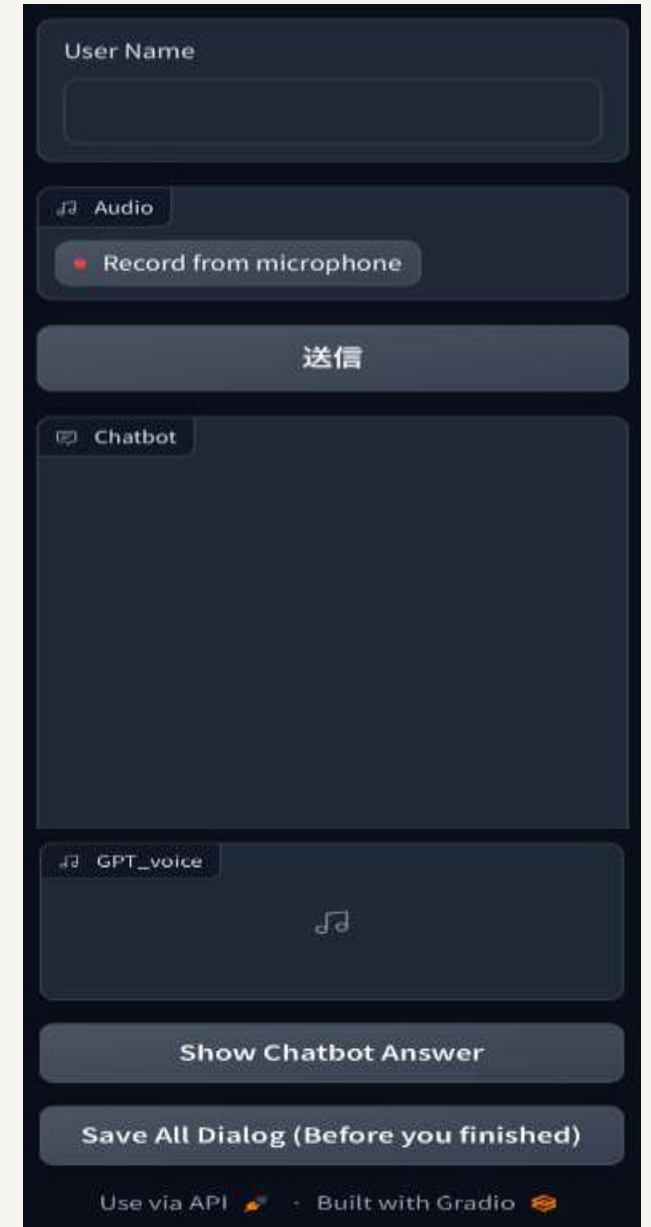 User Name
Audio
Record from microphone
送信
Chatbot
GPT_voice
Show Chatbot Answer
Save All Dialog (Before you finished)
Use via API · Built with Gradio